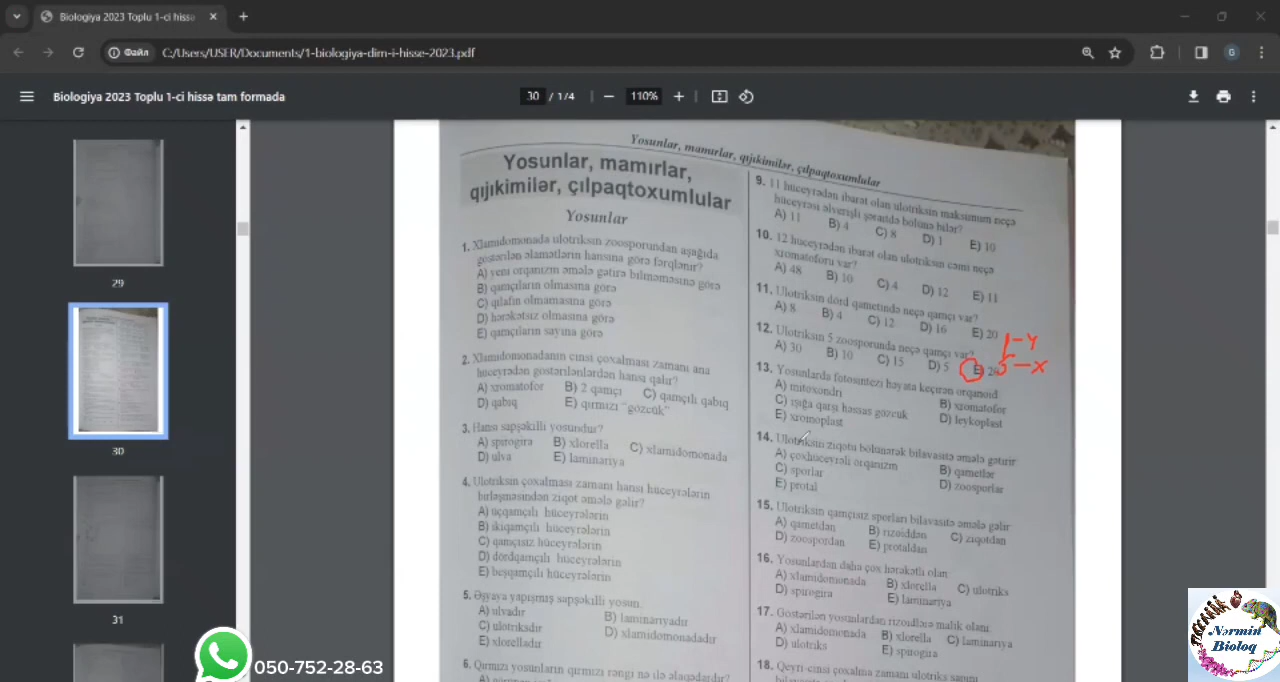 Biologiya 2023 Toplu 1-ci hissə
Файл
C:/Users/USER/Documents/1-biologiya-dim-i-hisse-2023.pdf
G
Biologiya 2023 Toplu 1-ci hissə tam formada
30 / 174
110%
29
30
31
Yosunlar, mamırlar, qıjıkimilər, çılpaqtoxumlular
Yosunlar, mamırlar,
qıjıkimilər, çılpaqtoxumlular
Yosunlar
1. Xlamidomonada ulotriksin zoosporundan aşağıda
göstərilən əlamətlərin hansına görə fərqlənir?
A) yeni orqanizm əmələ gətirə bilməməsinə görə
B) qamçıların olmasına görə
C) qılafın olmamasına görə
D) hərəkətsiz olmasına görə
E) qamçıların sayına görə
2. Xlamidomonadanın cinsi çoxalması zamanı ana
hüceyrədən göstərilənlərdən hansı qalır?
A) xromatofor B) 2 qamçı C) qamçılı qabıq
D) qabıq E) qırmızı "gözcük"
3. Hansı sapşəkilli yosundur?
A) spirogira B) xlorella C) xlamidomonada
D) ulva E) laminariya
4. Ulotriksin çoxalması zamanı hansı hüceyrələrin
birləşməsindən ziqot əmələ gəlir?
A) üçqamçılı hüceyrələrin
B) ikiqamçılı hüceyrələrin
C) qamçısız hüceyrələrin
D) dördqamçılı hüceyrələrin
E) beşqamçılı hüceyrələrin
5. Əşyaya yapışmış sapşəkilli yosun.
A) ulvadır B) laminariyadır
C) ulotriksdir D) xlamidomonadadır
E) xlorelladır
6. Qırmızı yosunların qırmızı rəngi nə ilə əlaqədardır?
9. 11 hüceyrədən ibarət olan ulotriksin maksimum neçə
hüceyrəsi əlverişli şəraitdə bölünə bilər?
A) 11 B) 4 C) 8 D) 1 E) 10
10. 12 hüceyrədən ibarət olan ulotriksin cəmi neçə
xromatoforu var?
A) 48 B) 10 C) 4 D) 12 E) 11
11. Ulotriksin dörd qametində neçə qamçı var?
A) 8 B) 4 C) 12 D) 16 E) 20
12. Ulotriksin 5 zoosporunda neçə qamçı var?
A) 30 B) 10 C) 15 D) 5 E) 20
1-4
5-x
13. Yosunlarda fotosintezi həyata keçirən orqanoid
A) mitoxondri B) xromatofor
C) işığa qarşı həssas gözcük D) leykoplast
E) xromoplast
14. Ulotriksin ziqotu bölünərək bilavasitə əmələ gətirir
A) çoxhüceyrəli orqanizm B) qametlər
C) sporlar D) zoosporlar
E) protal
15. Ulotriksin qamçısız sporları bilavasitə əmələ gəlir
A) qametdən B) rizoiddən C) ziqotdan
D) zoospordan E) protaldan
16. Yosunlardan daha çox hərəkətli olan
A) xlamidomonada B) xlorella C) ulotriks
D) spirogira E) laminariya
17. Göstərilən yosunlardan rizoidləşə malik olanı
A) xlamidomonada B) xlorella C) laminariya
D) ulotriks E) spirogira
18. Qeyri-cinsi çoxalma zamanı ulotriks sapını
050-752-28-63
Nərmin
Bioloq